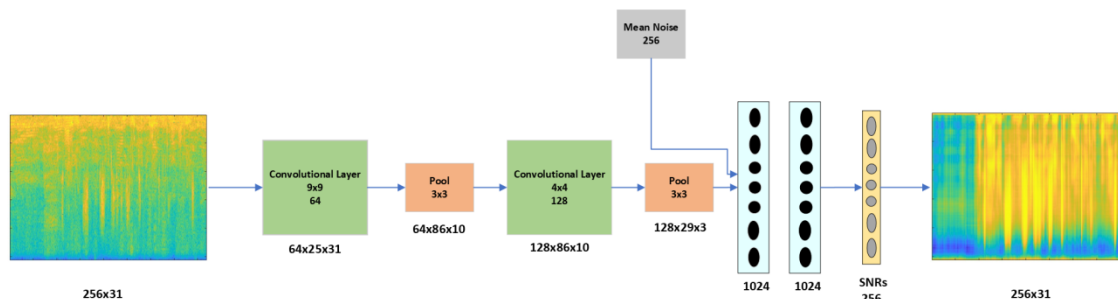 Mean Noise
256
Convolutional Layer
9x9
64
Pool
3x3
Convolutional Layer
4x4
128
Pool
3x3
64x25x31
64x86x10
128x86x10
128x29x3
256x31
1024
1024
SNRs
256
256x31